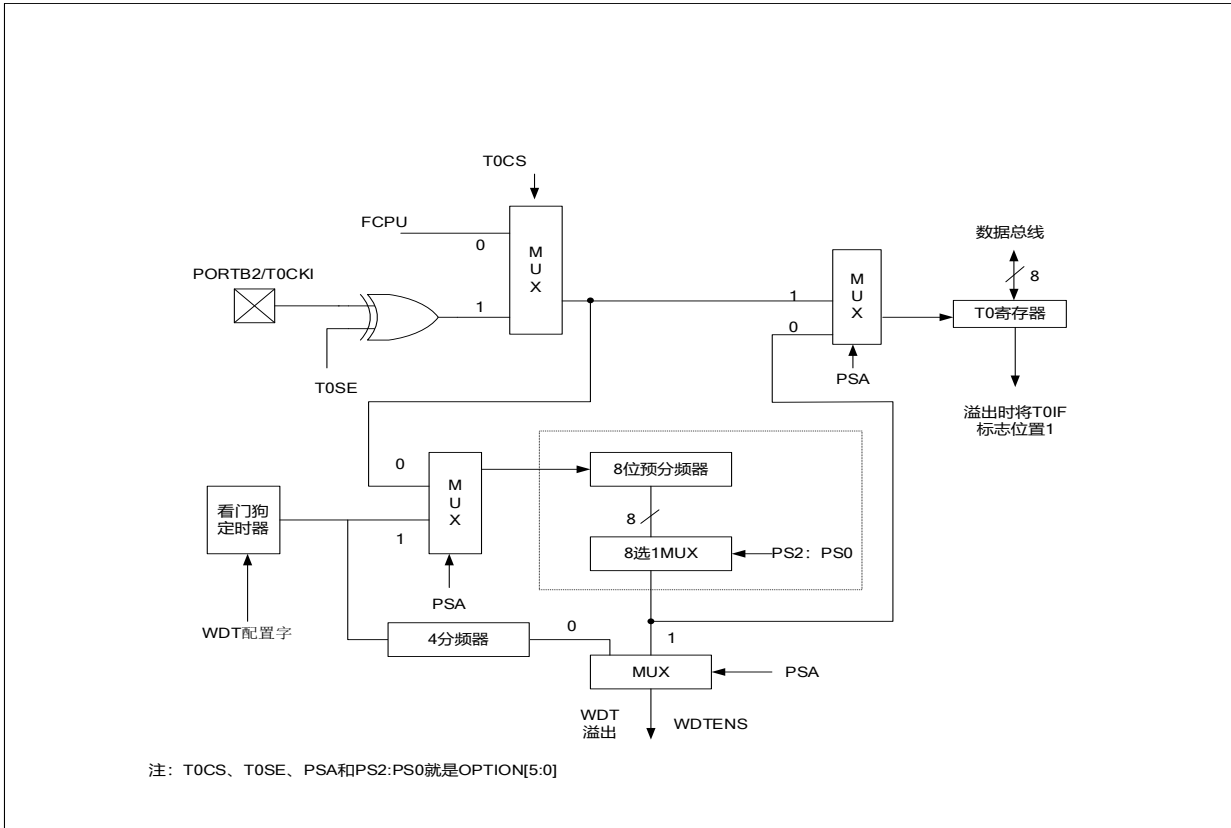 T0CS
FCPU
0
MUX
数据总线
8
PORTB2/T0CKI
1
MUX
1
0
T0寄存器
T0SE
PSA
溢出时将T0IF
标志位置1
0
MUX
8位预分频器
看门狗
定时器
1
8
8选1MUX
PS2：PS0
PSA
WDT配置字
4分频器
0
1
MUX
PSA
WDT
溢出
WDTENS
注：T0CS、T0SE、PSA和PS2:PS0就是OPTION[5:0]